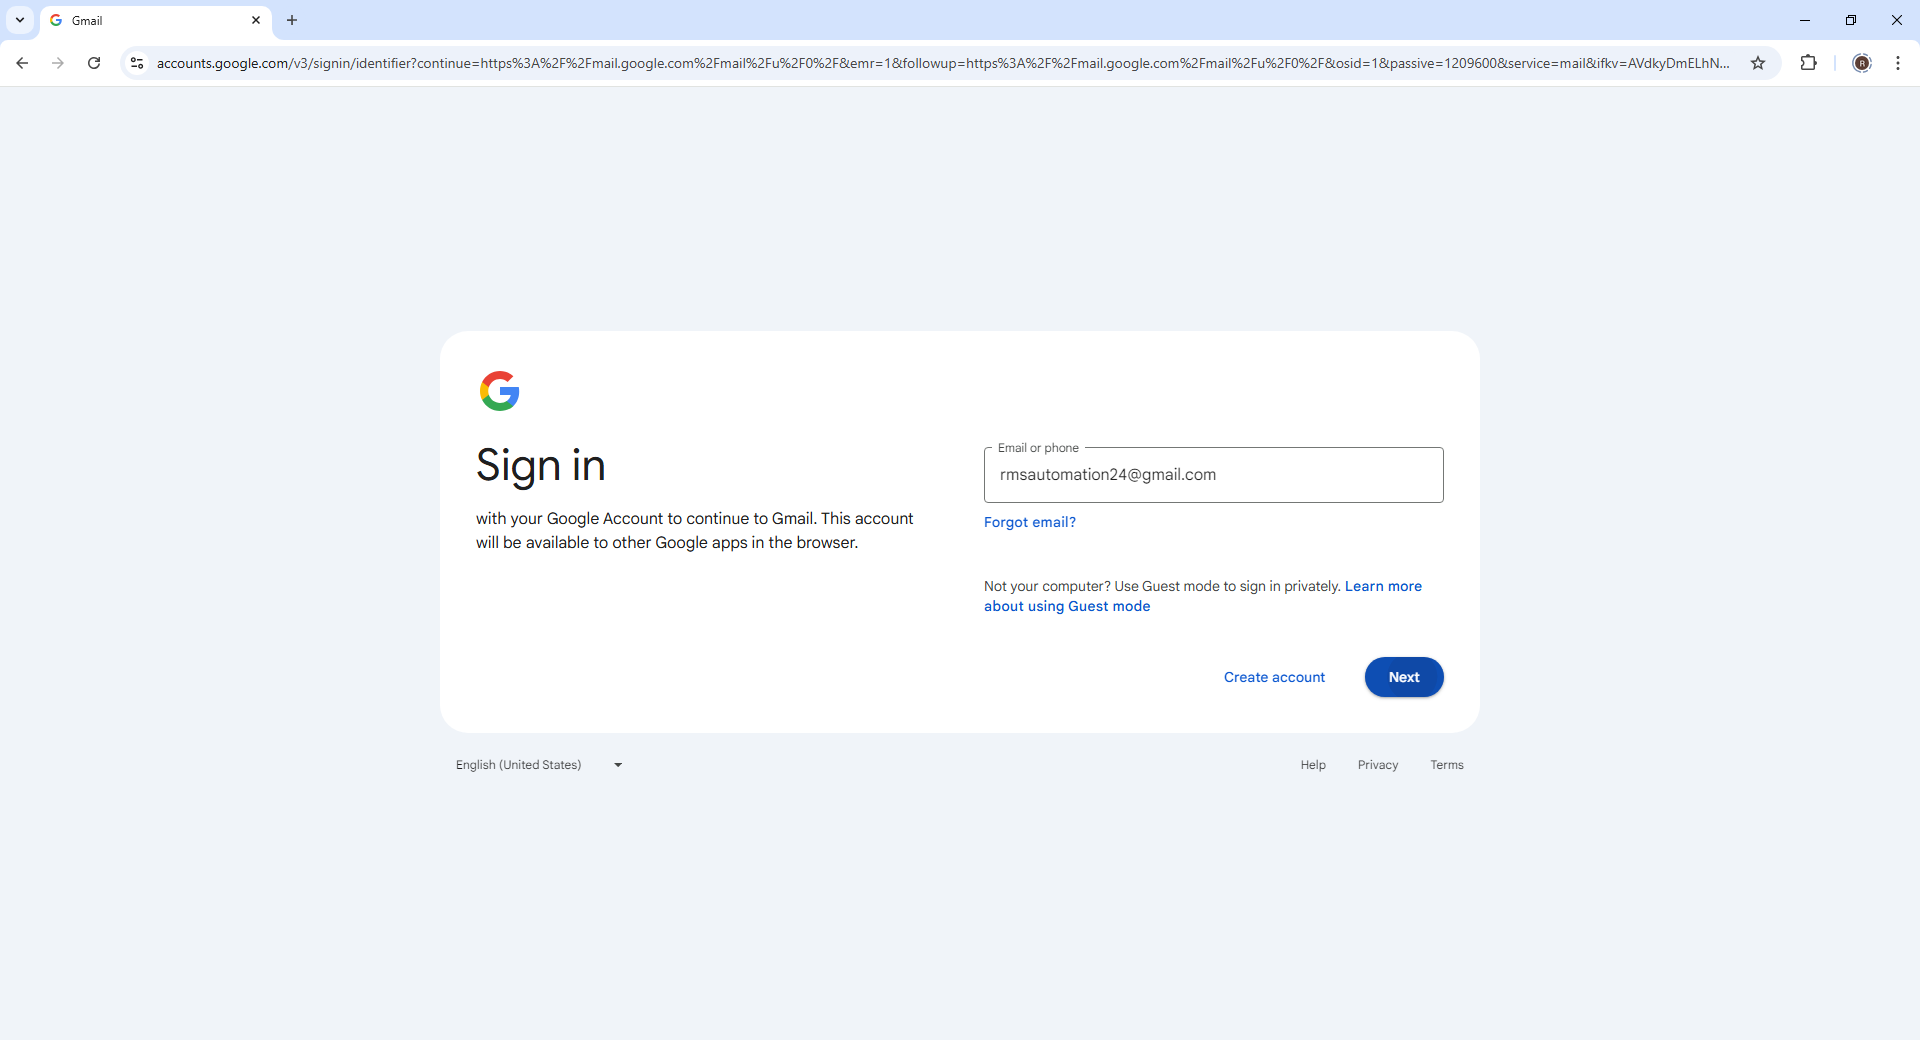 Gmail
accounts.google.com/v3/signin/identifier?continue=https%3A%2F%2Fmail.google.com%2Fmail%2Fu%2F0%2F&emr=1&followup=https%3A%2F%2Fmail.google.com%2Fmail%2Fu%2F0%2F&osid=1&passive=1209600&service=mail&ifkv=AVdkyDmELhN...
R
Sign in
with your Google Account to continue to Gmail. This account
will be available to other Google apps in the browser.
Email or phone
rmsautomation24@gmail.com
Forgot email?
Not your computer? Use Guest mode to sign in privately. Learn more
about using Guest mode
Create account
Next
English (United States)
Help Privacy Terms